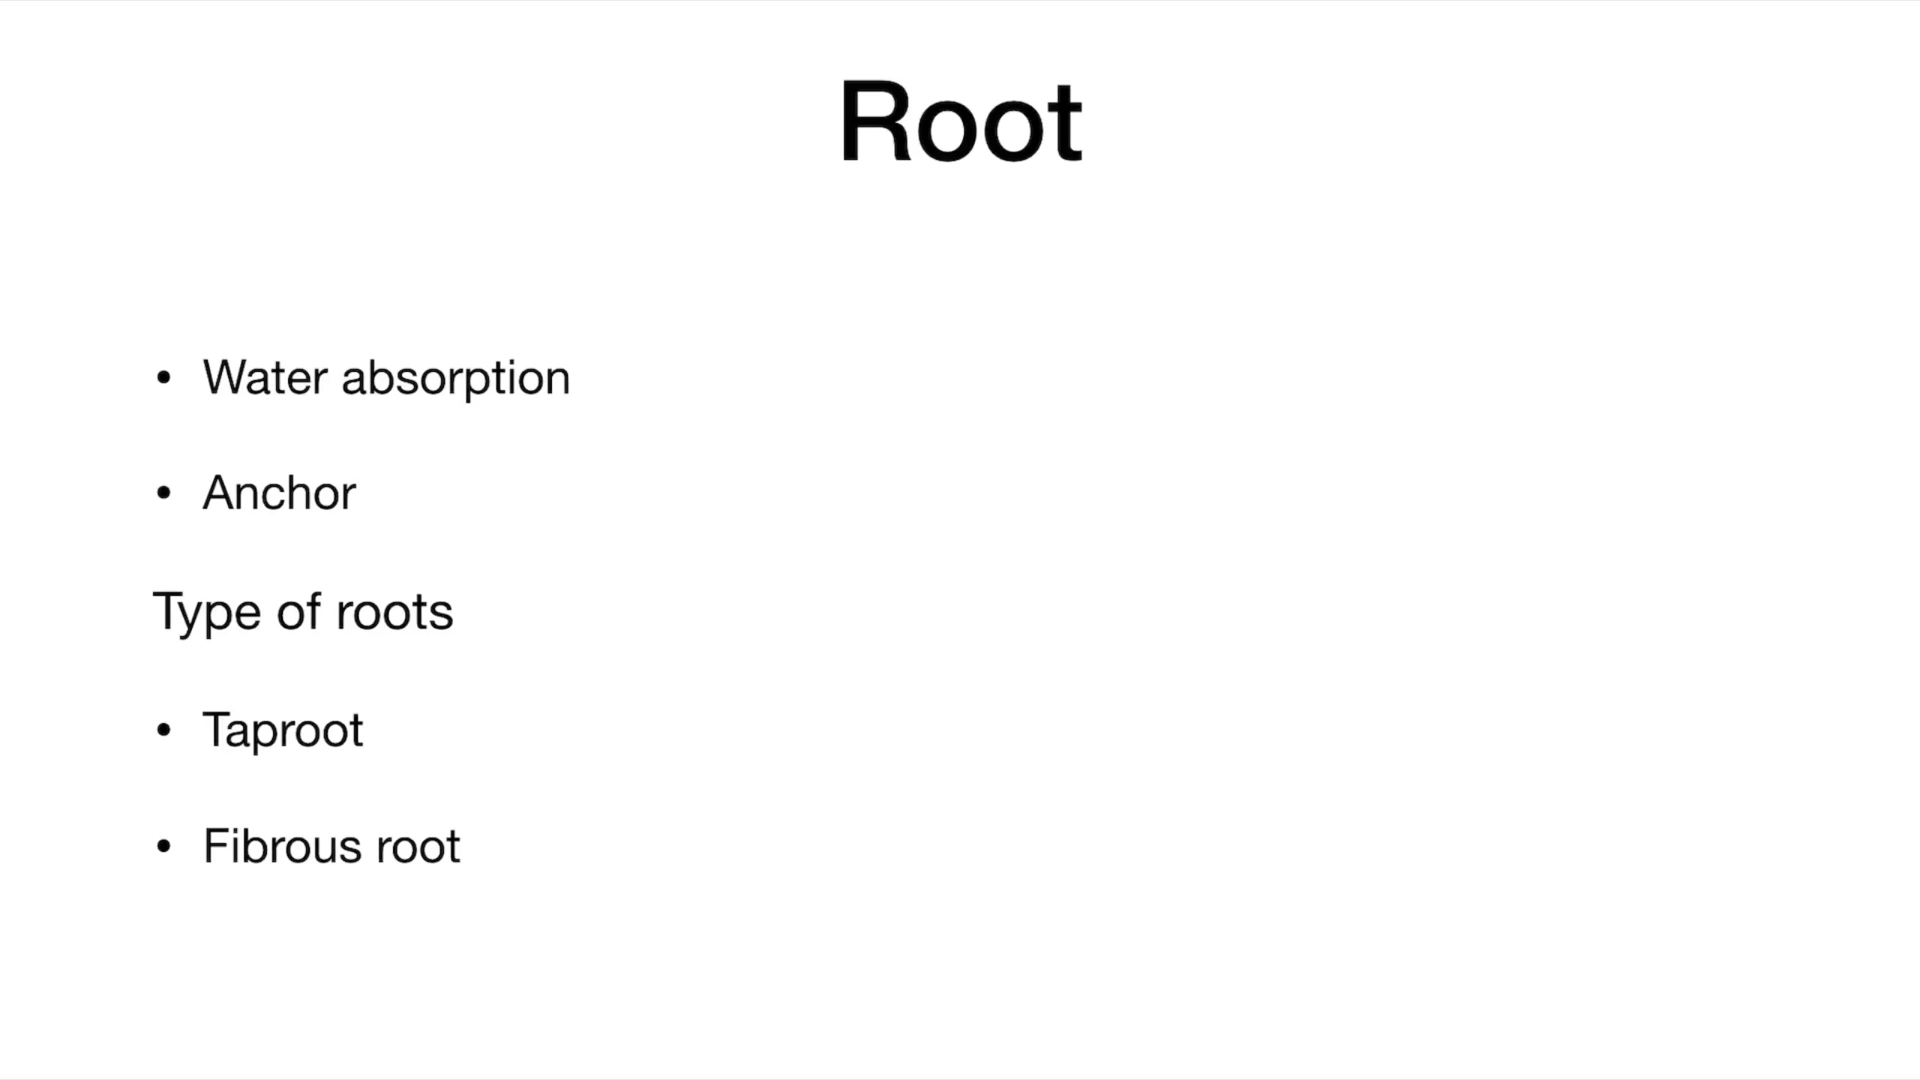 Root
• Water absorption
• Anchor
Type of roots
• Taproot
• Fibrous root